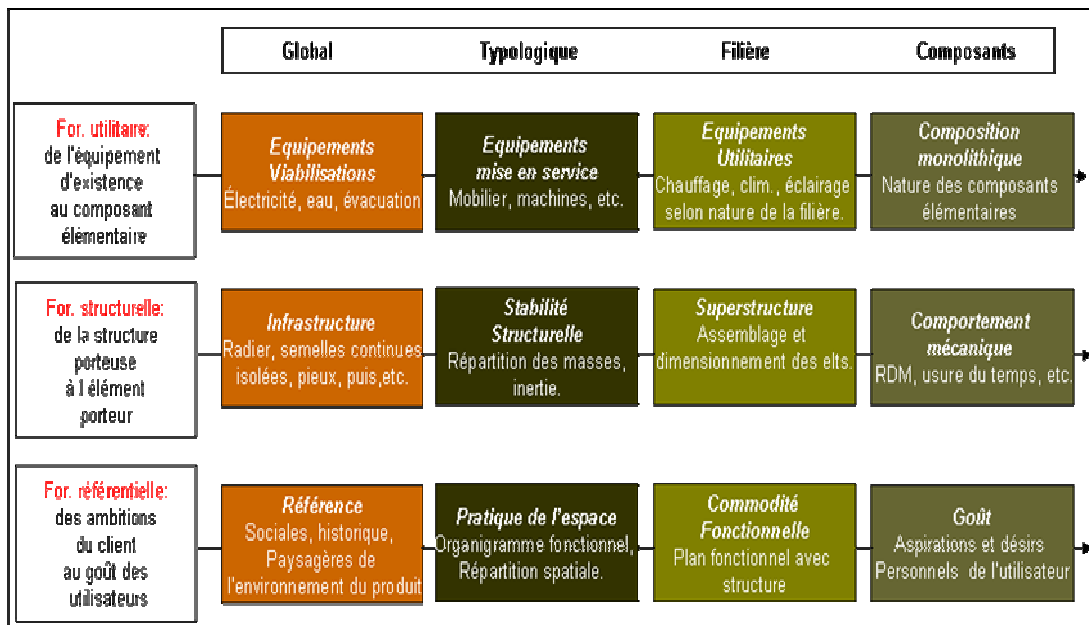 Global Typologique Filière Composants
For. utilitaire:
de l'équipement
d'existence
au composant
élémentaire
Equipements
Viabilisations
Électricité, eau, évacuation
Equipements
mise en service
Mobilier, machines, etc.
Equipements
Utilitaires
Chauffage, clim., éclairage
selon nature de la filière.
Composition
monolithique
Nature des composants
élémentaires
For. structurelle:
de la structure
porteuse
à l élément
porteur
Infrastructure
Radier, semelles continues
isolées, pieux, puis,etc.
Stabilité
Structurelle
Répartition des masses,
inertie.
Superstructure
Assemblage et
dimensionnement des elts.
Comportement
mécanique
RDM, usure du temps, etc.
For. référentielle:
des ambitions
du client
au goût des
utilisateurs
Référence
Sociales, historique,
Paysagères de
l'environnement du produit
Pratique de l'espace
Organigramme fonctionnel,
Répartition spatiale.
Commodité
Fonctionnelle
Plan fonctionnel avec
structure
Goût
Aspirations et désirs
Personnels de l'utilisateur